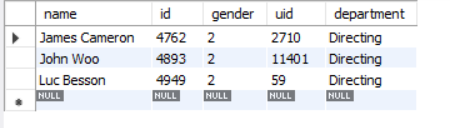 name id gender uid department
James Cameron 4762 2 2710 Directing
John Woo 4893 2 11401 Directing
Luc Besson 4949 2 59 Directing
NULL NULL NULL NULL NULL